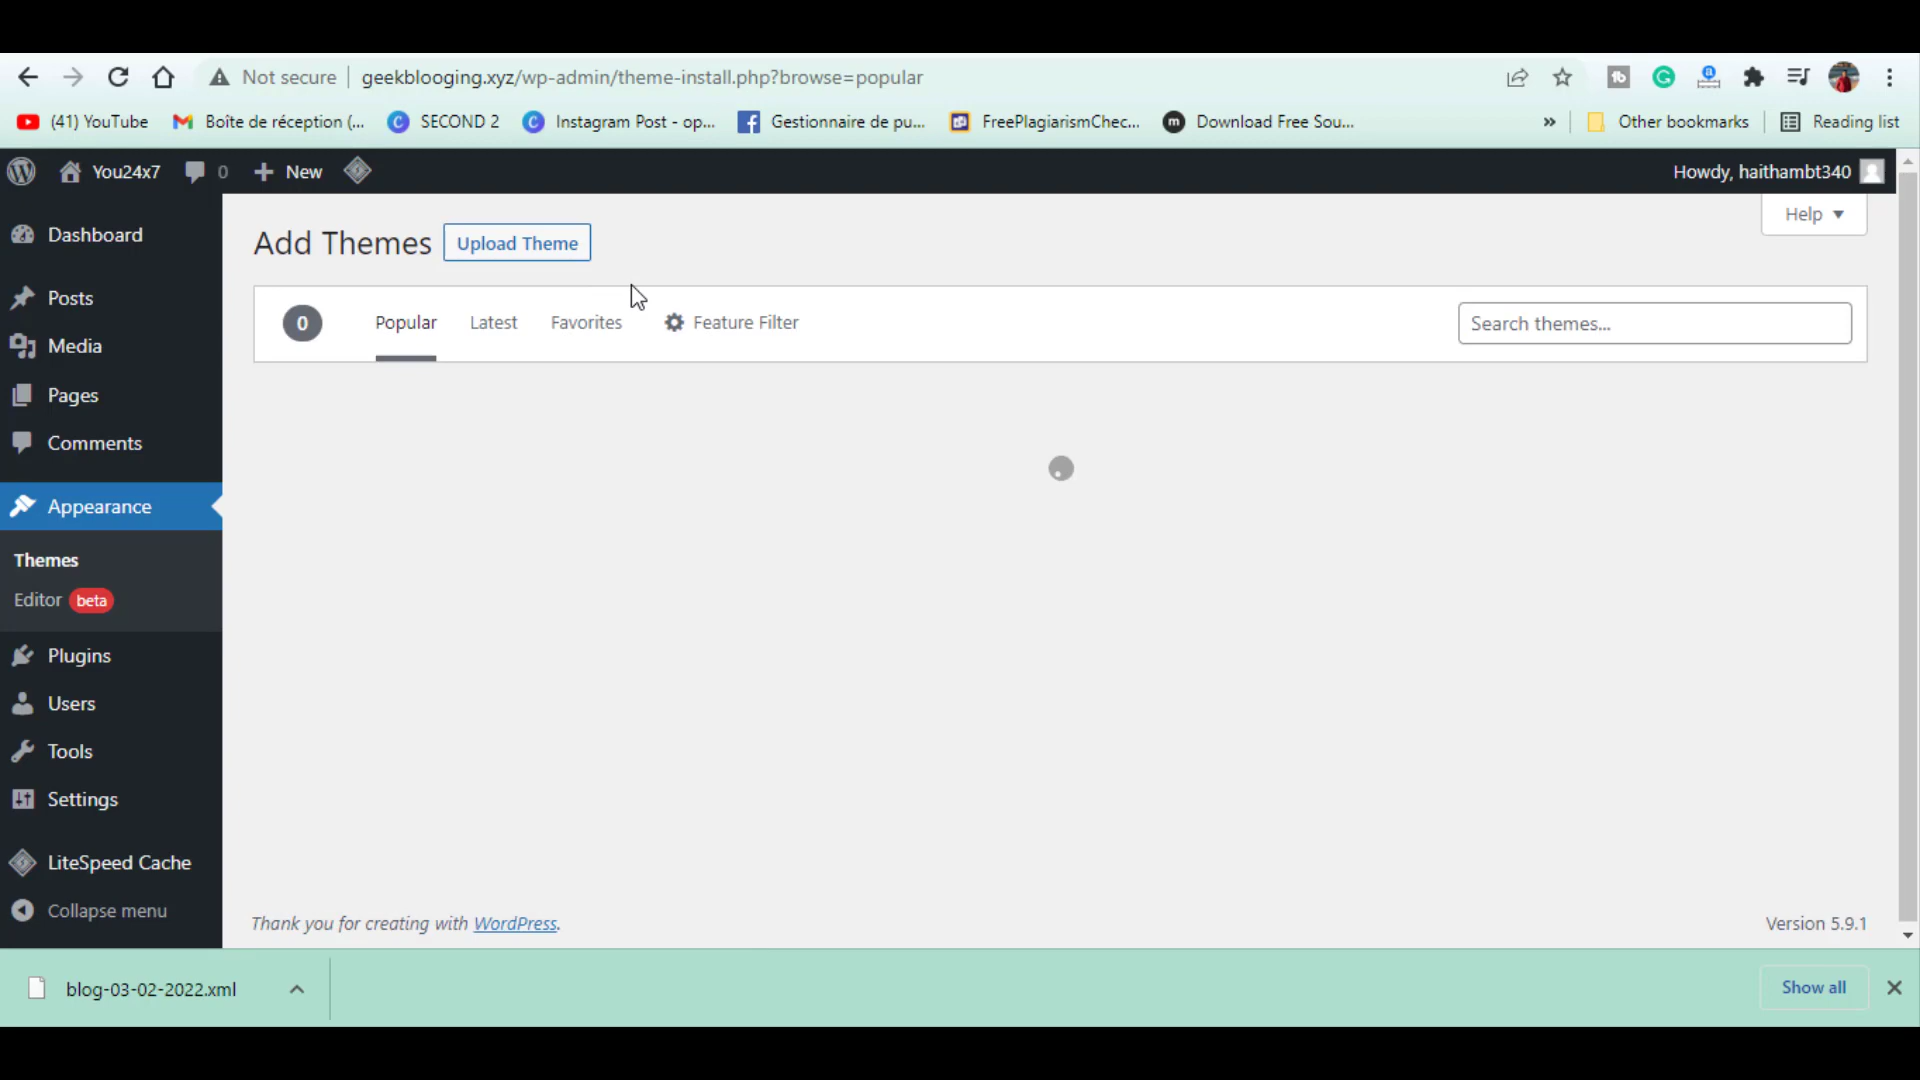 Not secure geekblooging.xyz/wp-admin/theme-install.php?browse=popular
(41) YouTube Boîte de réception (... SECOND 2 Instagram Post - op... Gestionnaire de pu... FreePlagiarismChec... Download Free Sou... » Other bookmarks Reading list
You24x7 0 New Howdy, haithambt340
Help
Add Themes Upload Theme
0 Popular Latest Favorites Feature Filter Search themes...
Dashboard
Posts
Media
Pages
Comments
Appearance
Themes
Editor beta
Plugins
Users
Tools
Settings
LiteSpeed Cache
Collapse menu
Thank you for creating with WordPress. Version 5.9.1
blog-03-02-2022.xml Show all